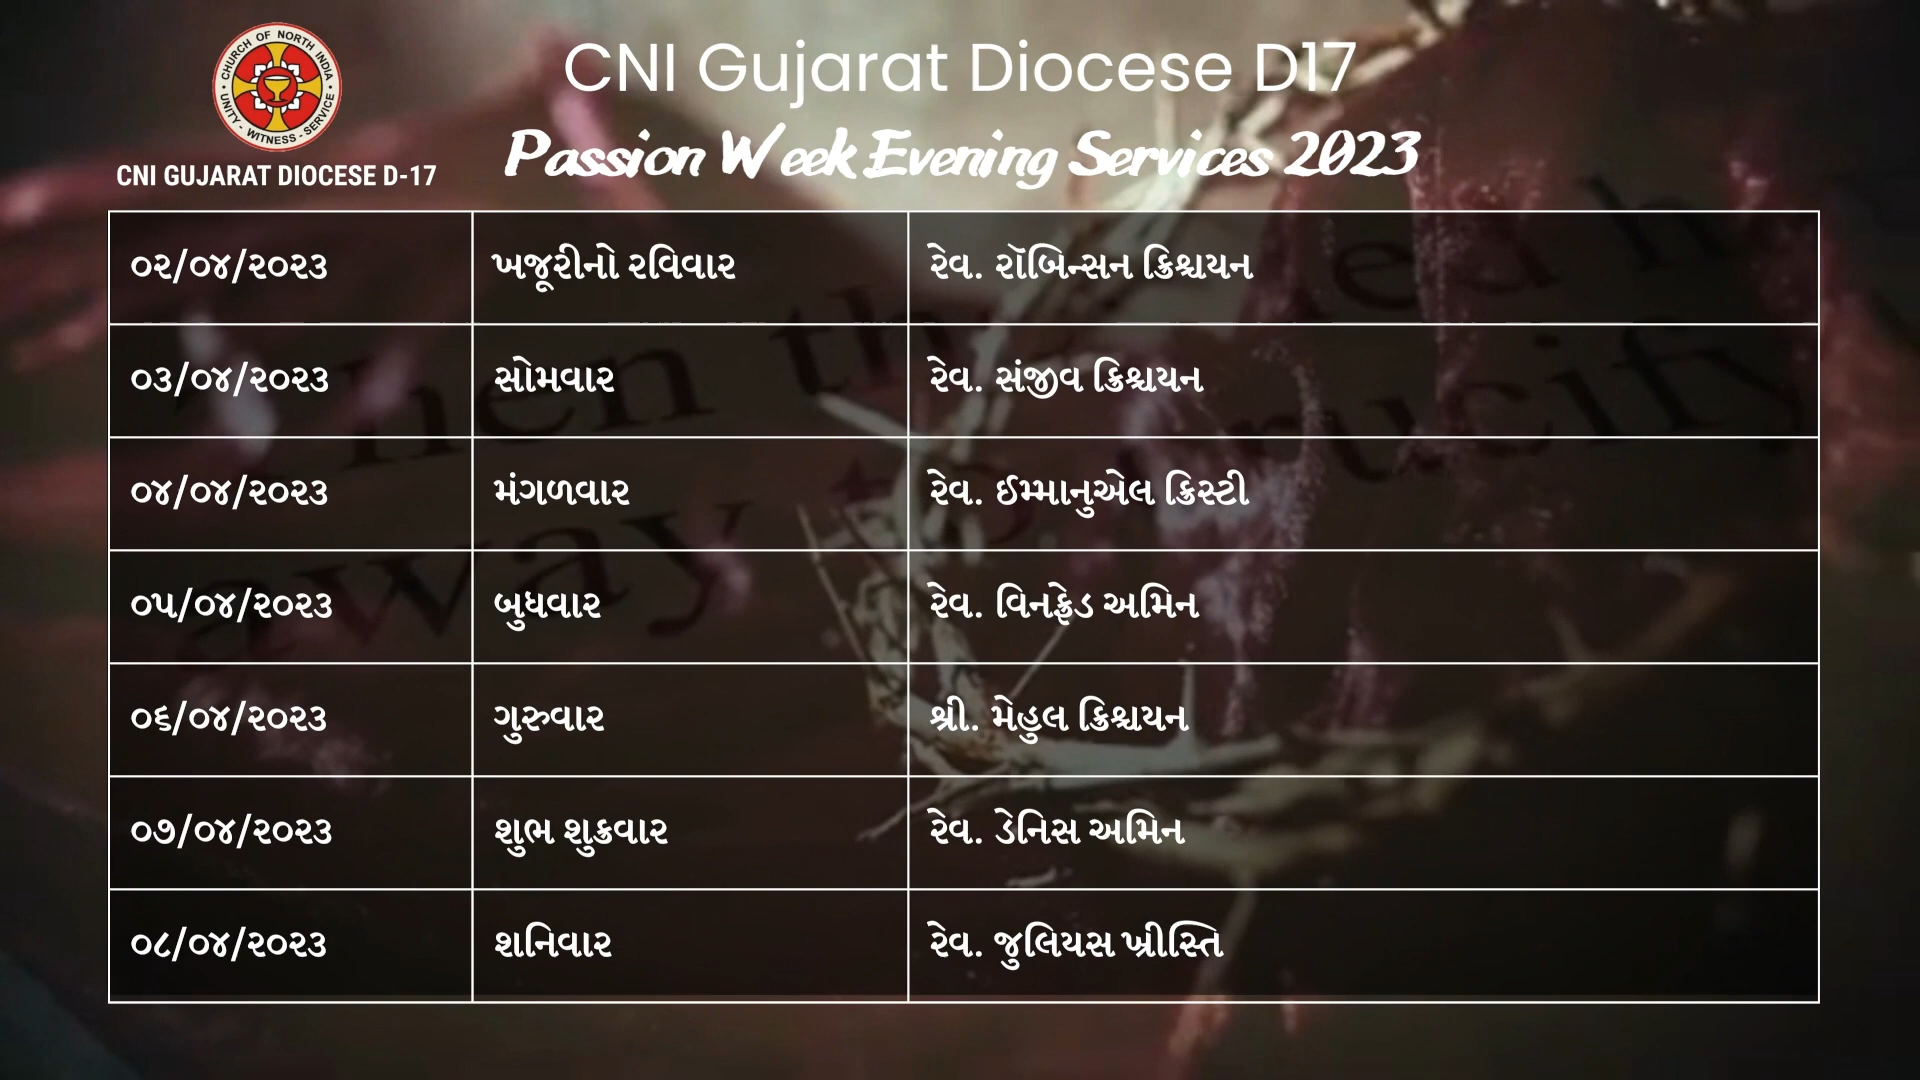 CHURCH OF NORTH INDIA
UNITY - WITNESS - SERVICE
CNI GUJARAT DIOCESE D-17
CNI Gujarat Diocese D17
Passion Week Evening Services 2023
૦૨/૦૪/૨૦૨૩ ખજૂરીનો રવિવાર રેવ. રૉબિન્સન ક્રિશ્ચયન
૦૩/૦૪/૨૦૨૩ સોમવાર રેવ. સંજીવ ક્રિશ્ચયન
૦૪/૦૪/૨૦૨૩ મંગળવાર રેવ. ઈમ્માનુએલ ક્રિસ્ટી
૦૫/૦૪/૨૦૨૩ બુધવાર રેવ. વિનફ્રેડ અમિન
૦૬/૦૪/૨૦૨૩ ગુરુવાર શ્રી. મેહુલ ક્રિશ્ચયન
૦૭/૦૪/૨૦૨૩ શુભ શુક્રવાર રેવ. ડેનિસ અમિન
૦૮/૦૪/૨૦૨૩ શનિવાર રેવ. જુલિયસ ખ્રીસ્તિ